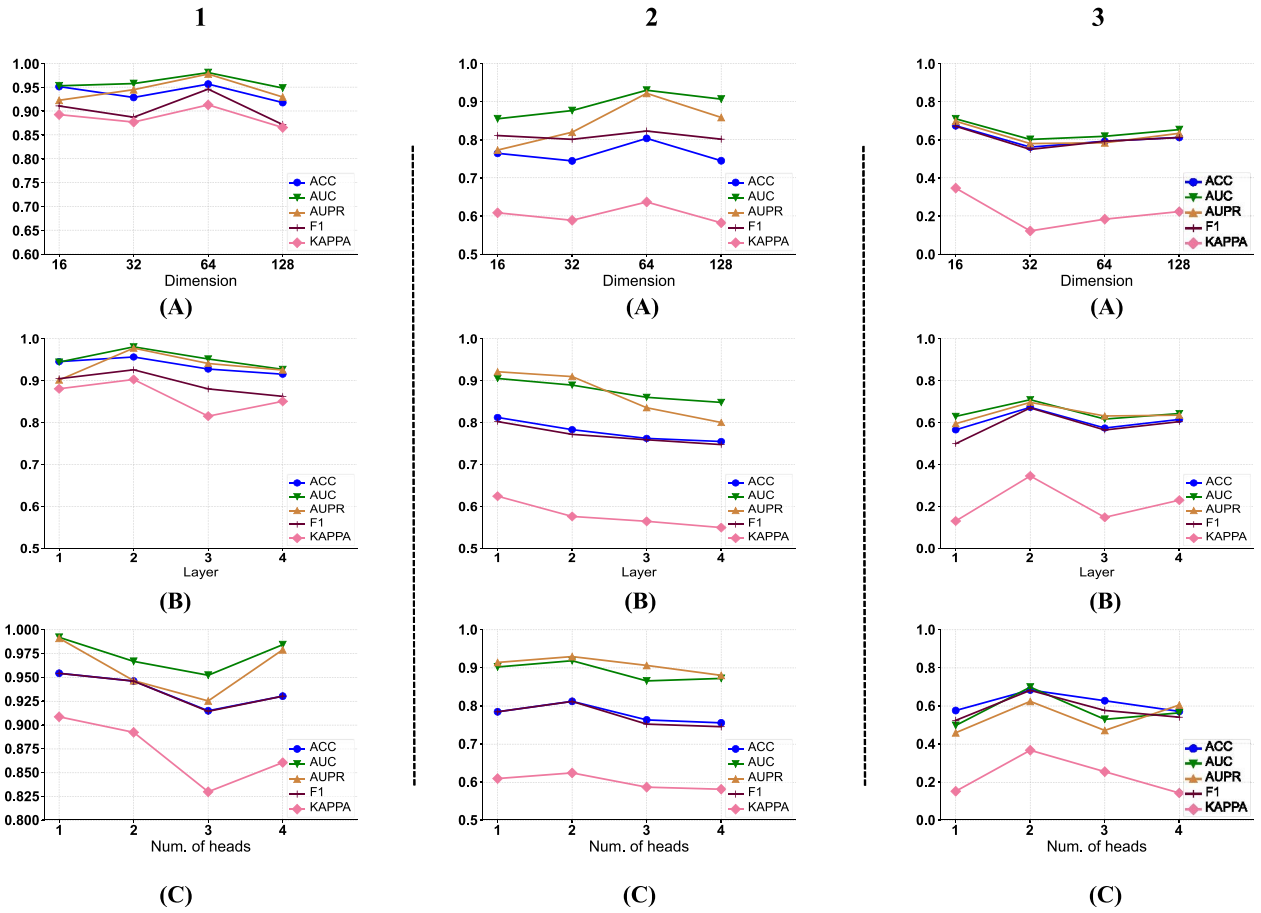 1
2
3
1.00
0.95
0.90
0.85
0.80
0.75
0.70
0.65
0.60
16 32 64 128
Dimension
ACC
AUC
AUPR
F1
KAPPA
(A)
1.0
0.9
0.8
0.7
0.6
0.5
16 32 64 128
Dimension
ACC
AUC
AUPR
F1
KAPPA
(A)
1.0
0.8
0.6
0.4
0.2
0.0
16 32 64 128
Dimension
ACC
AUC
AUPR
F1
KAPPA
(A)
1.0
0.9
0.8
0.7
0.6
0.5
1 2 3 4
Layer
ACC
AUC
AUPR
F1
KAPPA
(B)
1.0
0.9
0.8
0.7
0.6
0.5
1 2 3 4
Layer
ACC
AUC
AUPR
F1
KAPPA
(B)
1.0
0.8
0.6
0.4
0.2
0.0
1 2 3 4
Layer
ACC
AUC
AUPR
F1
KAPPA
(B)
1.000
0.975
0.950
0.925
0.900
0.875
0.850
0.825
0.800
1 2 3 4
Num. of heads
ACC
AUC
AUPR
F1
KAPPA
(C)
1.0
0.9
0.8
0.7
0.6
0.5
1 2 3 4
Num. of heads
ACC
AUC
AUPR
F1
KAPPA
(C)
1.0
0.8
0.6
0.4
0.2
0.0
1 2 3 4
Num. of heads
ACC
AUC
AUPR
F1
KAPPA
(C)